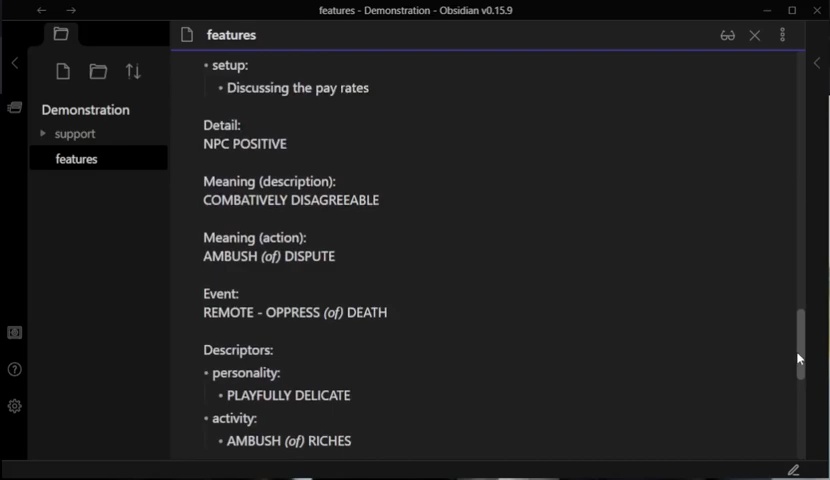 features - Demonstration - Obsidian v0.15.9
features
Demonstration
support
features
• setup:
• Discussing the pay rates
Detail:
NPC POSITIVE
Meaning (description):
COMBATIVELY DISAGREEABLE
Meaning (action):
AMBUSH (of) DISPUTE
Event:
REMOTE - OPPRESS (of) DEATH
Descriptors:
• personality:
• PLAYFULLY DELICATE
• activity:
• AMBUSH (of) RICHES